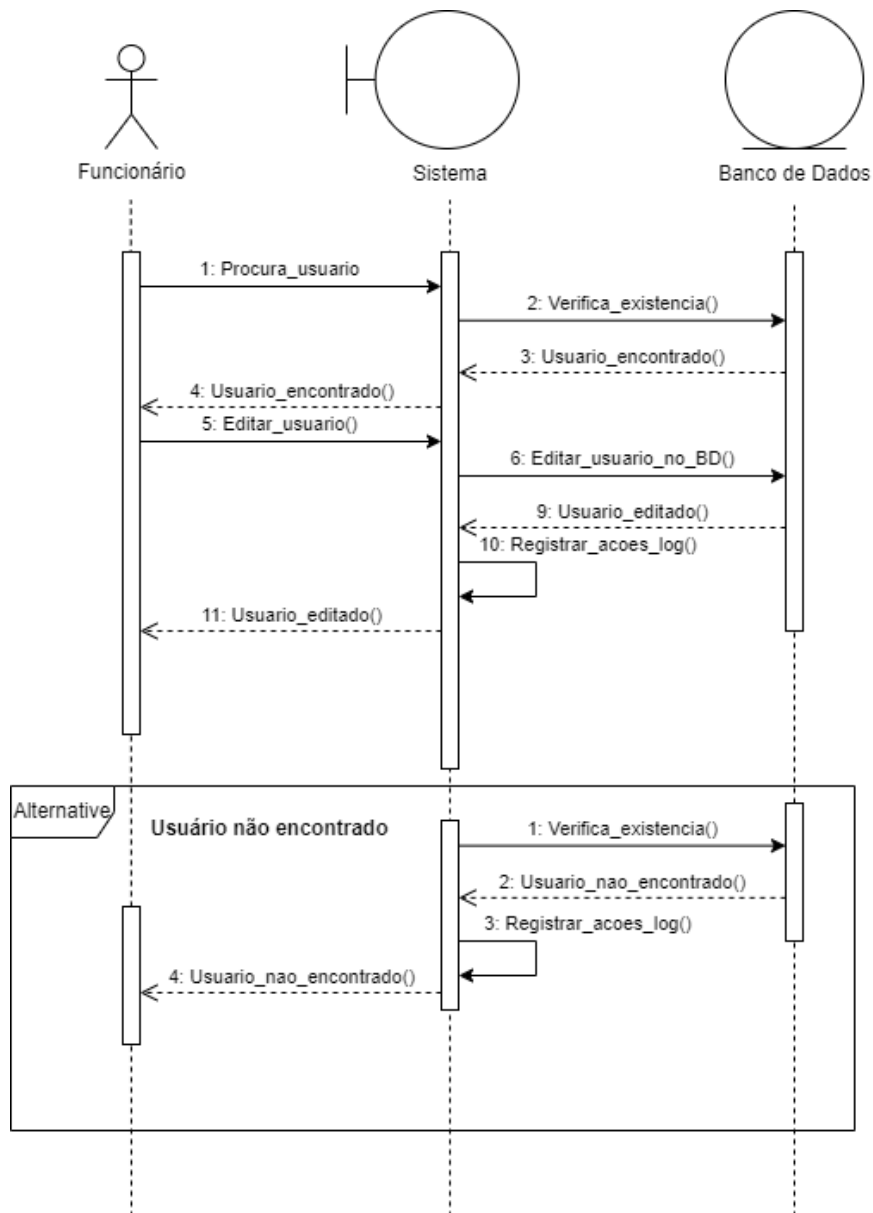 Funcionário
Sistema
Banco de Dados
1: Procura_usuario
2: Verifica_existencia()
3: Usuario_encontrado()
4: Usuario_encontrado()
5: Editar_usuario()
6: Editar_usuario_no_BD()
9: Usuario_editado()
10: Registrar_acoes_log()
11: Usuario_editado()
Alternative
Usuário não encontrado
1: Verifica_existencia()
2: Usuario_nao_encontrado()
3: Registrar_acoes_log()
4: Usuario_nao_encontrado()